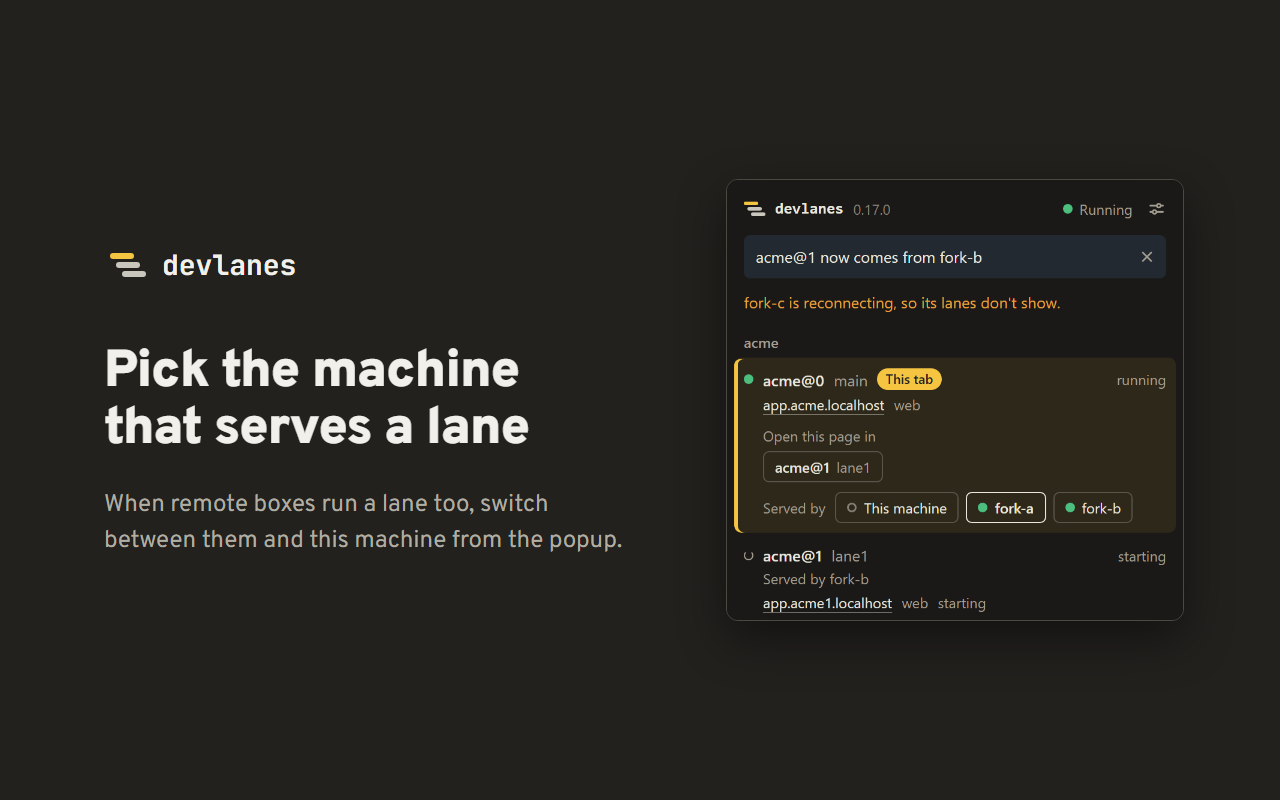 devlanes
Pick the machine
that serves a lane
When remote boxes run a lane too, switch
between them and this machine from the popup.
devlanes 0.17.0 Running
acme@1 now comes from fork-b
fork-c is reconnecting, so its lanes don't show.
acme
acme@0 main This tab running
app.acme.localhost web
Open this page in
acme@1 lane1
Served by This machine fork-a fork-b
acme@1 lane1 starting
Served by fork-b
app.acme1.localhost web starting